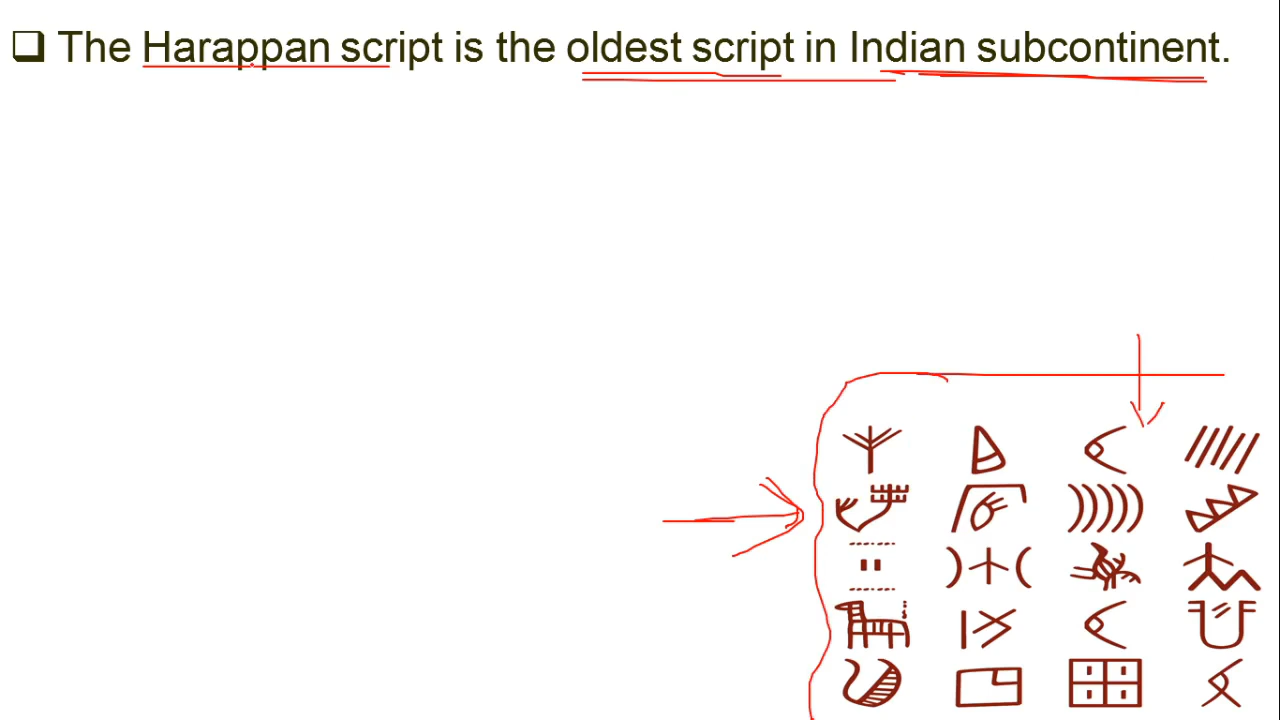 The Harappan script is the oldest script in Indian subcontinent.